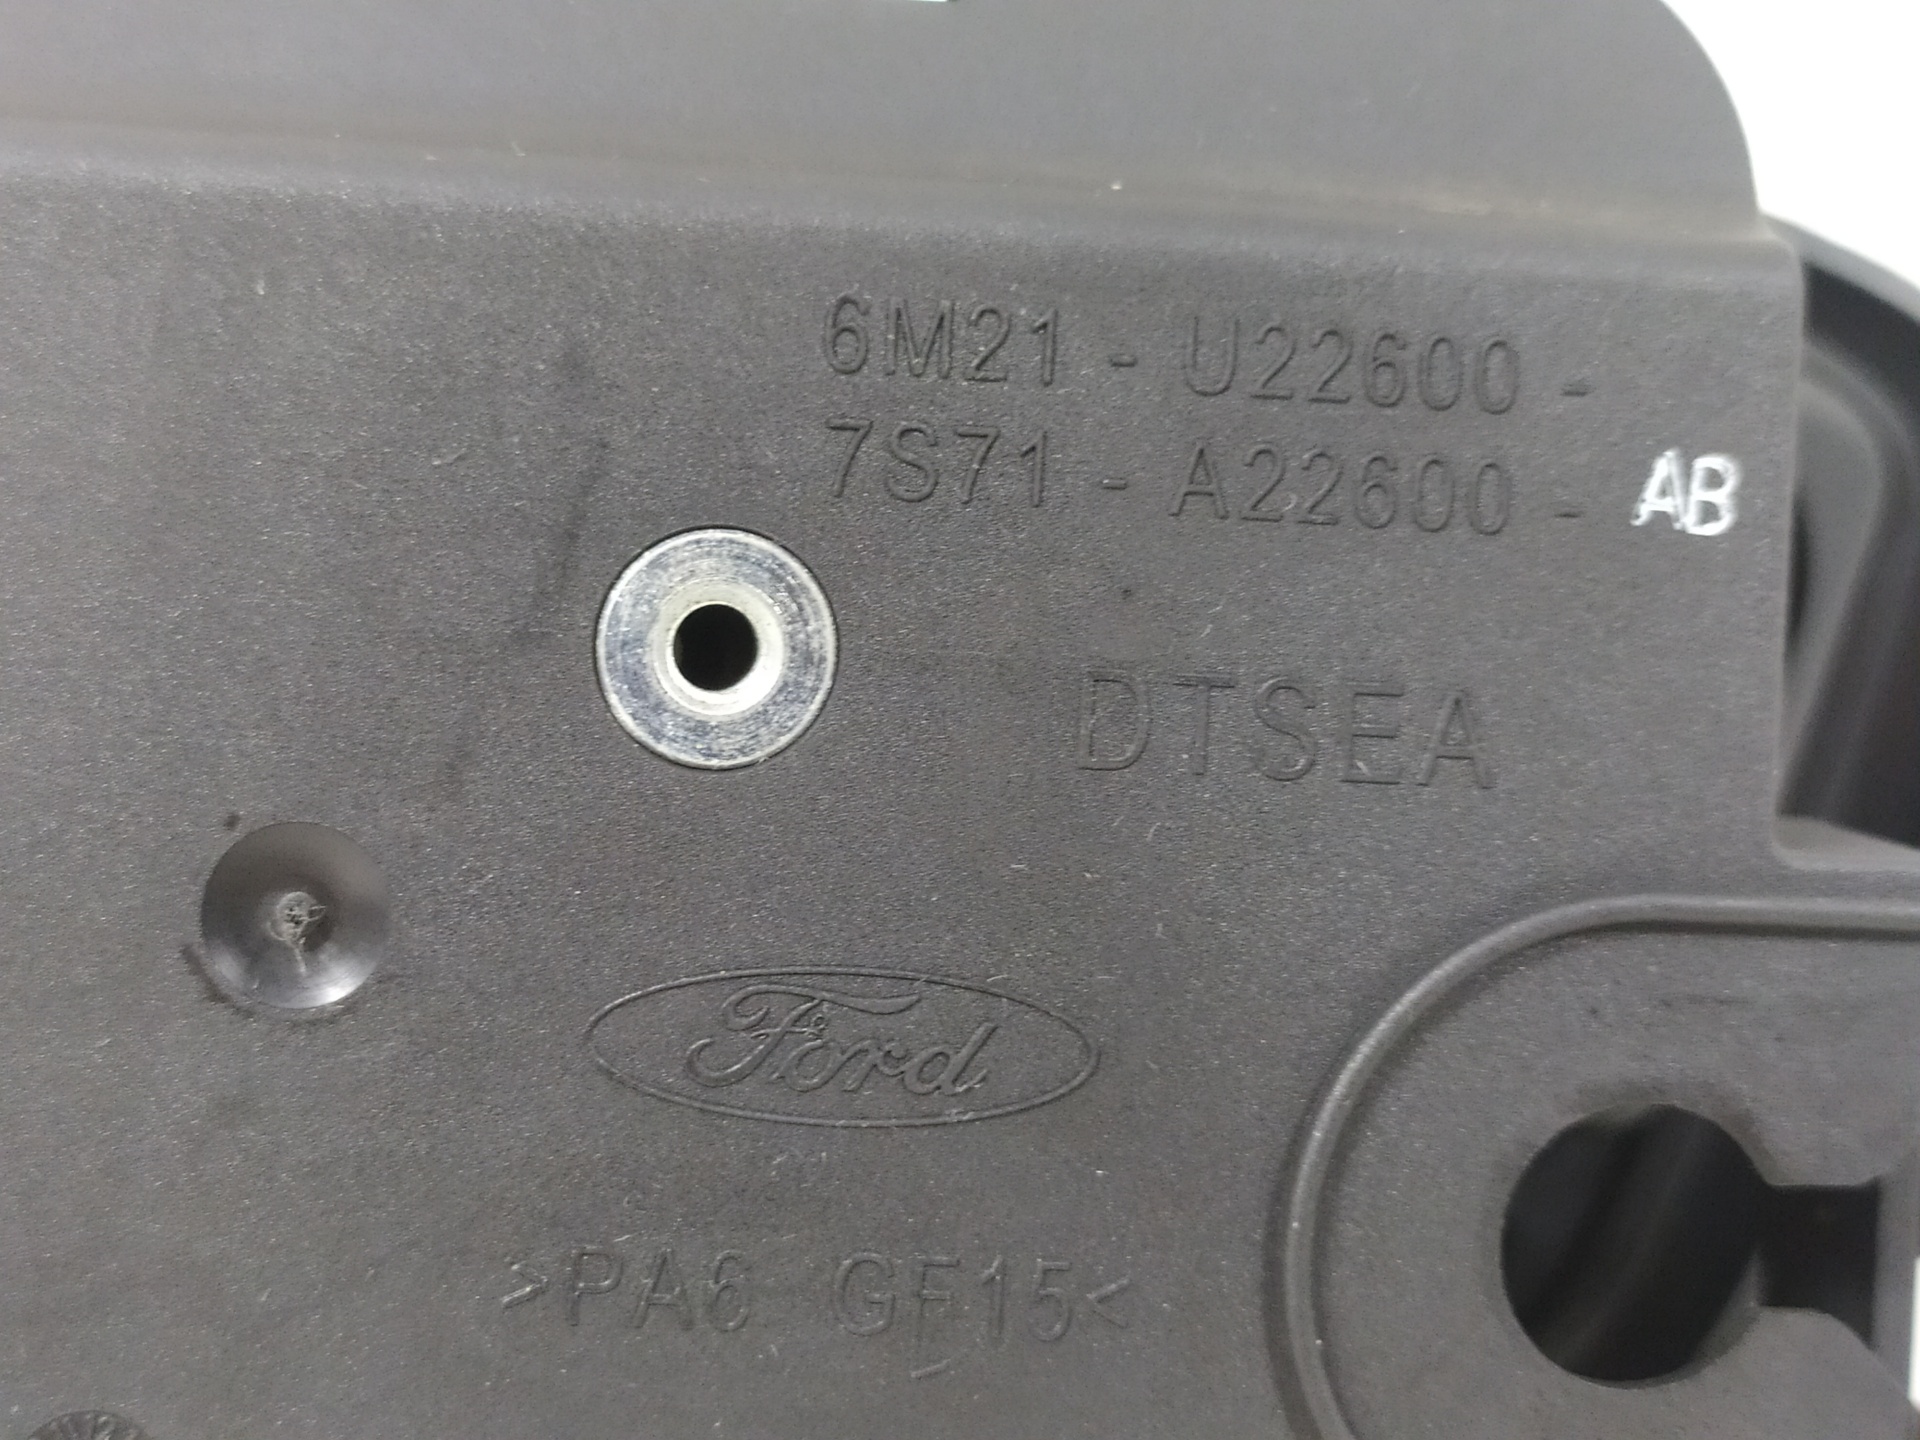 6M21 - U22600 -
7S71 - A22600 - AB
DTSEA
Ford
>PA6 GF15<